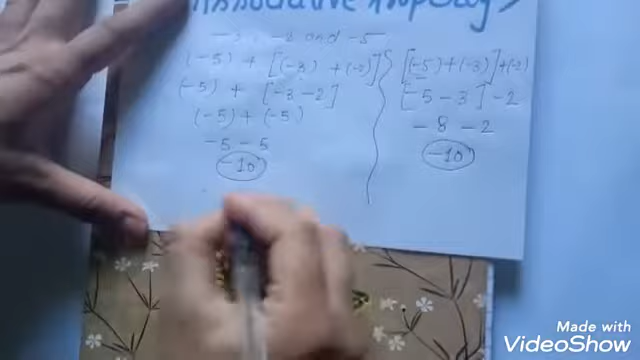 Associative Property
-2, -3 and -5
(-5) + [(-3) + (-2)]
(-5) + [-3 -2]
(-5) + (-5)
-5 - 5
-10
[(-5)+(-3)]+(-2)
[-5 - 3] -2
-8 -2
-10
Made with
VideoShow